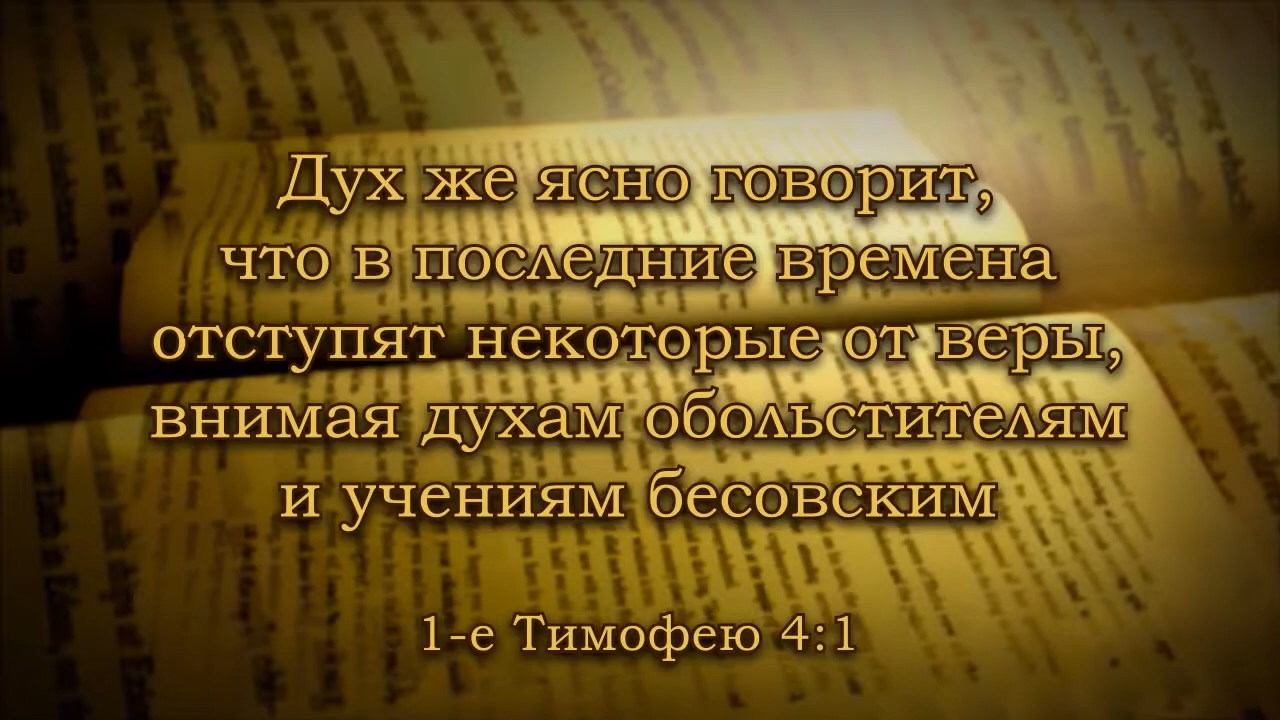 Дух же ясно говорит,
что в последние времена
отступят некоторые от веры,
внимая духам обольстителям
и учениям бесовским
1-е Тимофею 4:1